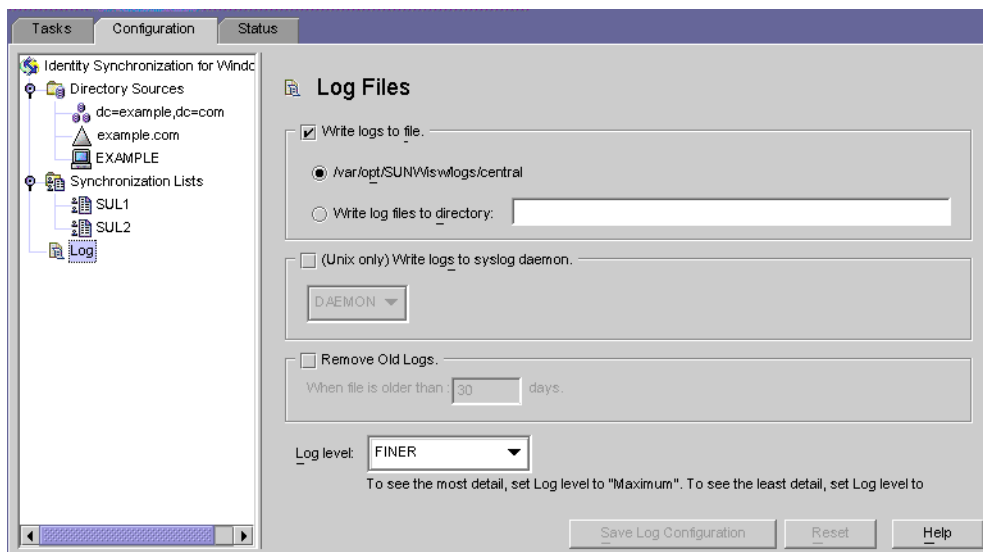 Tasks
Configuration
Status
Identity Synchronization for Windo
Directory Sources
dc=example,dc=com
example.com
EXAMPLE
Synchronization Lists
SUL1
SUL2
Log
Log Files
Write logs to file.
/var/opt/SUNWisw/logs/central
Write log files to directory:
(Unix only) Write logs to syslog daemon.
DAEMON
Remove Old Logs.
When file is older than : 30 days.
Log level: FINER
To see the most detail, set Log level to "Maximum". To see the least detail, set Log level to
Save Log Configuration
Reset
Help